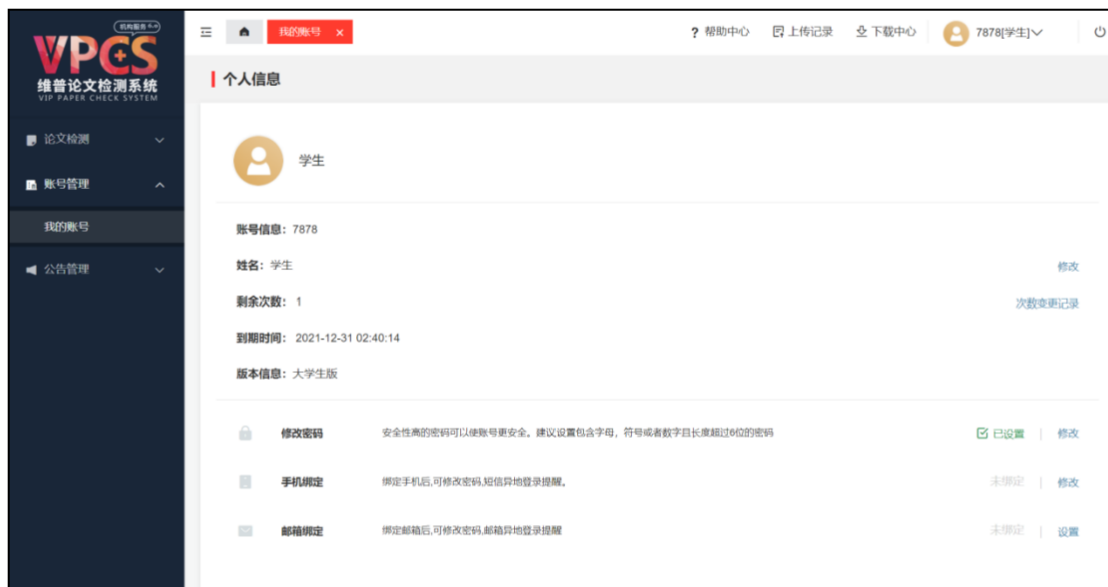 机构服务
VPCS
维普论文检测系统
VIP PAPER CHECK SYSTEM
论文检测
账号管理
我的账号
公告管理
我的账号 ×
? 帮助中心 上传记录 下载中心 7878[学生]
个人信息
学生
账号信息: 7878
姓名: 学生 修改
剩余次数: 1 次数变更记录
到期时间: 2021-12-31 02:40:14
版本信息: 大学生版
修改密码 安全性高的密码可以使账号更安全。建议设置包含字母, 符号或者数字且长度超过6位的密码 已设置 | 修改
手机绑定 绑定手机后,可修改密码,短信异地登录提醒。 未绑定 | 修改
邮箱绑定 绑定邮箱后,可修改密码,邮箱异地登录提醒 未绑定 | 设置